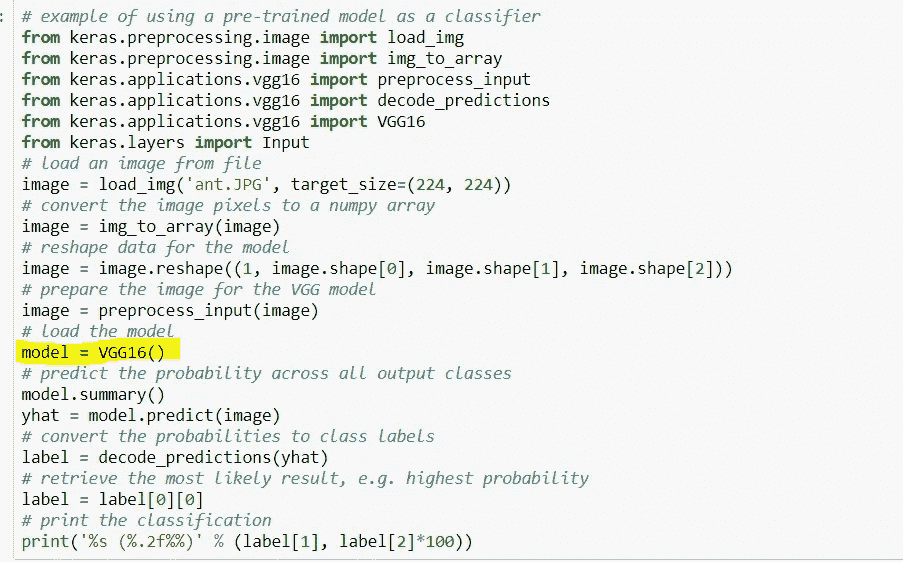 # example of using a pre-trained model as a classifier
from keras.preprocessing.image import load_img
from keras.preprocessing.image import img_to_array
from keras.applications.vgg16 import preprocess_input
from keras.applications.vgg16 import decode_predictions
from keras.applications.vgg16 import VGG16
from keras.layers import Input
# load an image from file
image = load_img('ant.JPG', target_size=(224, 224))
# convert the image pixels to a numpy array
image = img_to_array(image)
# reshape data for the model
image = image.reshape((1, image.shape[0], image.shape[1], image.shape[2]))
# prepare the image for the VGG model
image = preprocess_input(image)
# load the model
model = VGG16()
# predict the probability across all output classes
model.summary()
yhat = model.predict(image)
# convert the probabilities to class labels
label = decode_predictions(yhat)
# retrieve the most likely result, e.g. highest probability
label = label[0][0]
# print the classification
print('%s (%.2f%%)' % (label[1], label[2]*100))